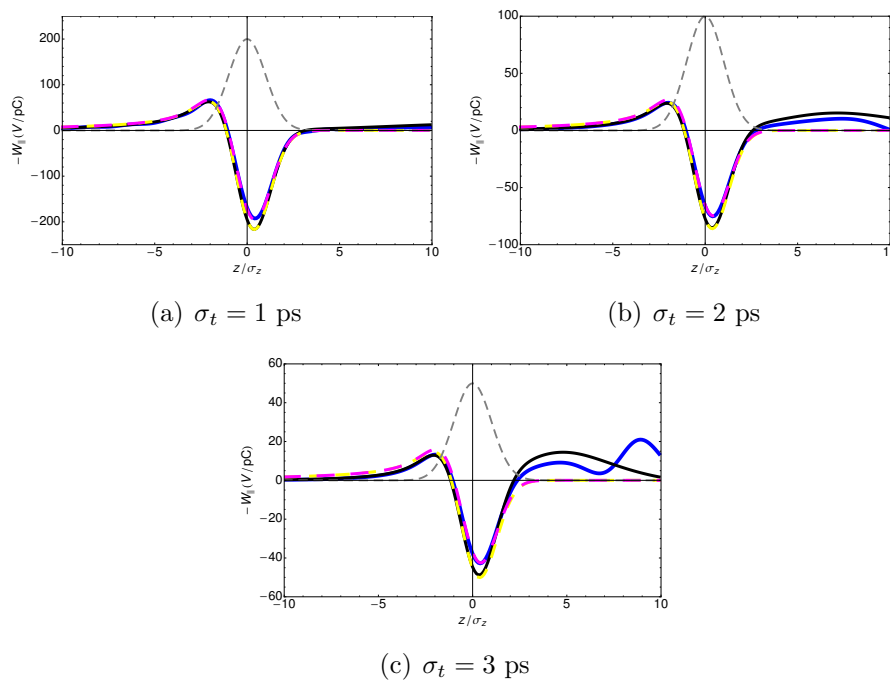 200
100
0
−100
−200
−W∥(V/pC)
−10 −5 0 5 10
z/σz
(a) σt = 1 ps
100
50
0
−50
−100
−W∥(V/pC)
−10 −5 0 5 10
z/σz
(b) σt = 2 ps
60
40
20
0
−20
−40
−60
−W∥(V/pC)
−10 −5 0 5 10
z/σz
(c) σt = 3 ps